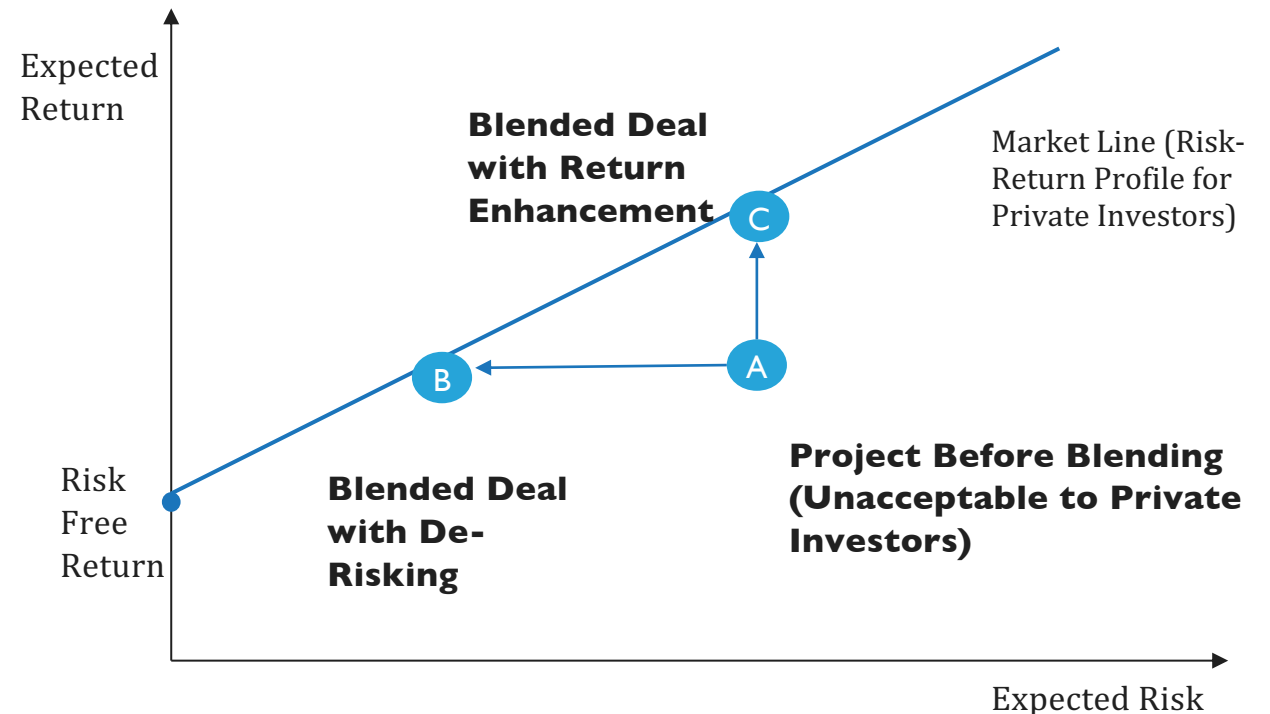 Expected
Return
Blended Deal
with Return
Enhancement
Market Line (Risk-
Return Profile for
Private Investors)
C
B
A
Risk
Free
Return
Blended Deal
with De-
Risking
Project Before Blending
(Unacceptable to Private
Investors)
Expected Risk